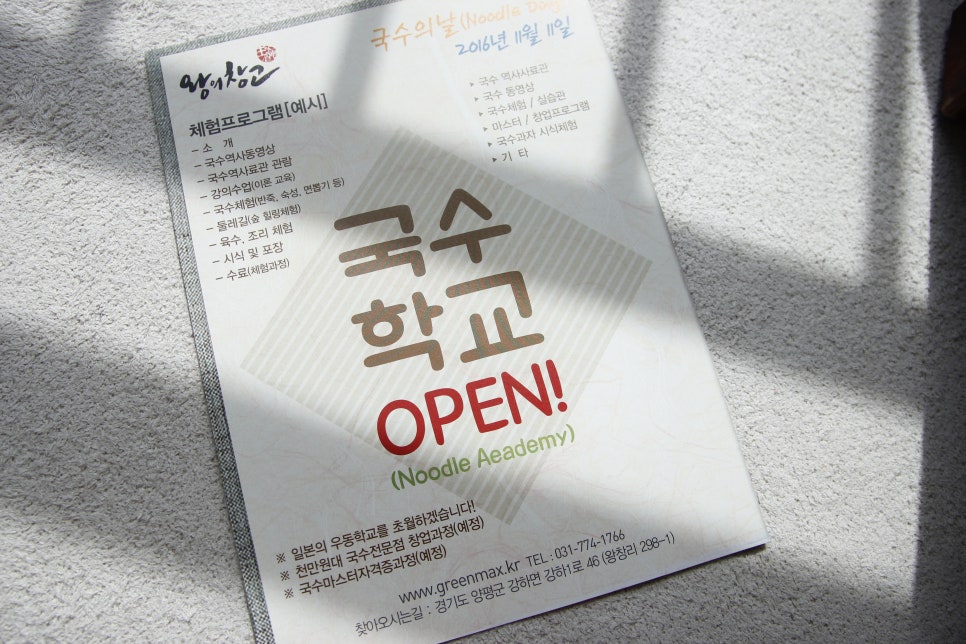 국수의날(Noodle Day)
2016년 11월 11일
왕의창고
▸ 국수 역사사료관
▸ 국수 동영상
▸ 국수체험 / 실습관
▸ 마스터 / 창업프로그램
▸ 국수과자 시식체험
▸ 기 타
체험프로그램[예시]
- 소 개
- 국수역사동영상
- 국수역사사료관 관람
- 강의수업(이론 교육)
- 국수체험(반죽, 숙성, 면뽑기 등)
- 둘레길(숲 힐링체험)
- 육수, 조리 체험
- 시식 및 포장
- 수료(체험과정)
국수
학교
OPEN!
(Noodle Aeademy)
※ 일본의 우동학교를 초월하겠습니다!
※ 천만원대 국수전문점 창업과정(예정)
※ 국수마스터자격증과정(예정)
www.greenmax.kr TEL : 031-774-1766
찾아오시는길 : 경기도 양평군 강하면 강하1로 46 (왕창리 298-1)